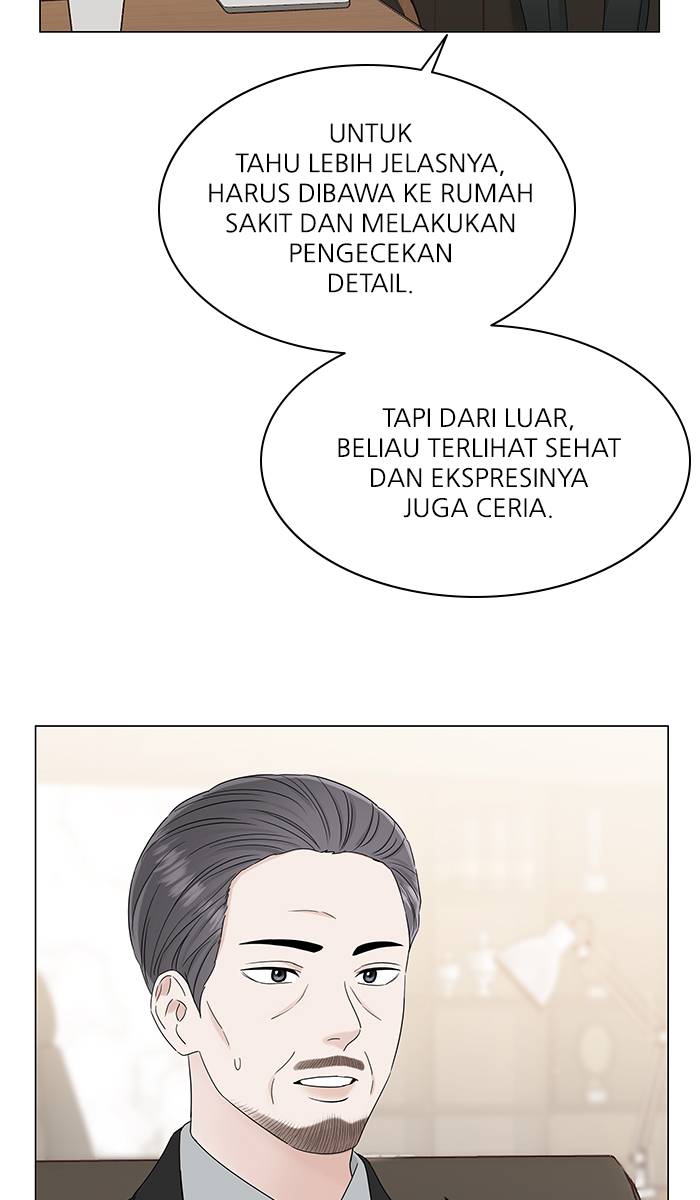 UNTUK
TAHU LEBIH JELASNYA,
HARUS DIBAWA KE RUMAH
SAKIT DAN MELAKUKAN
PENGECEKAN
DETAIL.
TAPI DARI LUAR,
BELIAU TERLIHAT SEHAT
DAN EKSPRESINYA
JUGA CERIA.